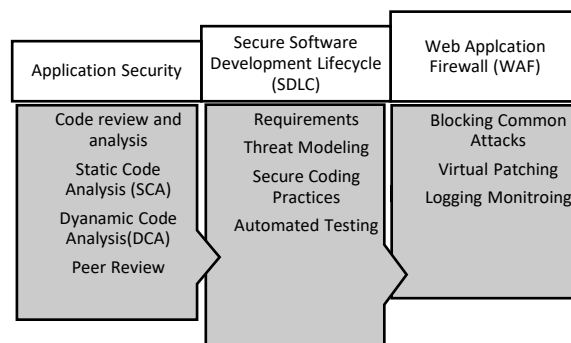 Application Security
Code review and
analysis
Static Code
Analysis (SCA)
Dyanamic Code
Analysis(DCA)
Peer Review
Secure Software
Development Lifecycle
(SDLC)
Requirements
Threat Modeling
Secure Coding
Practices
Automated Testing
Web Applcation
Firewall (WAF)
Blocking Common
Attacks
Virtual Patching
Logging Monitroing